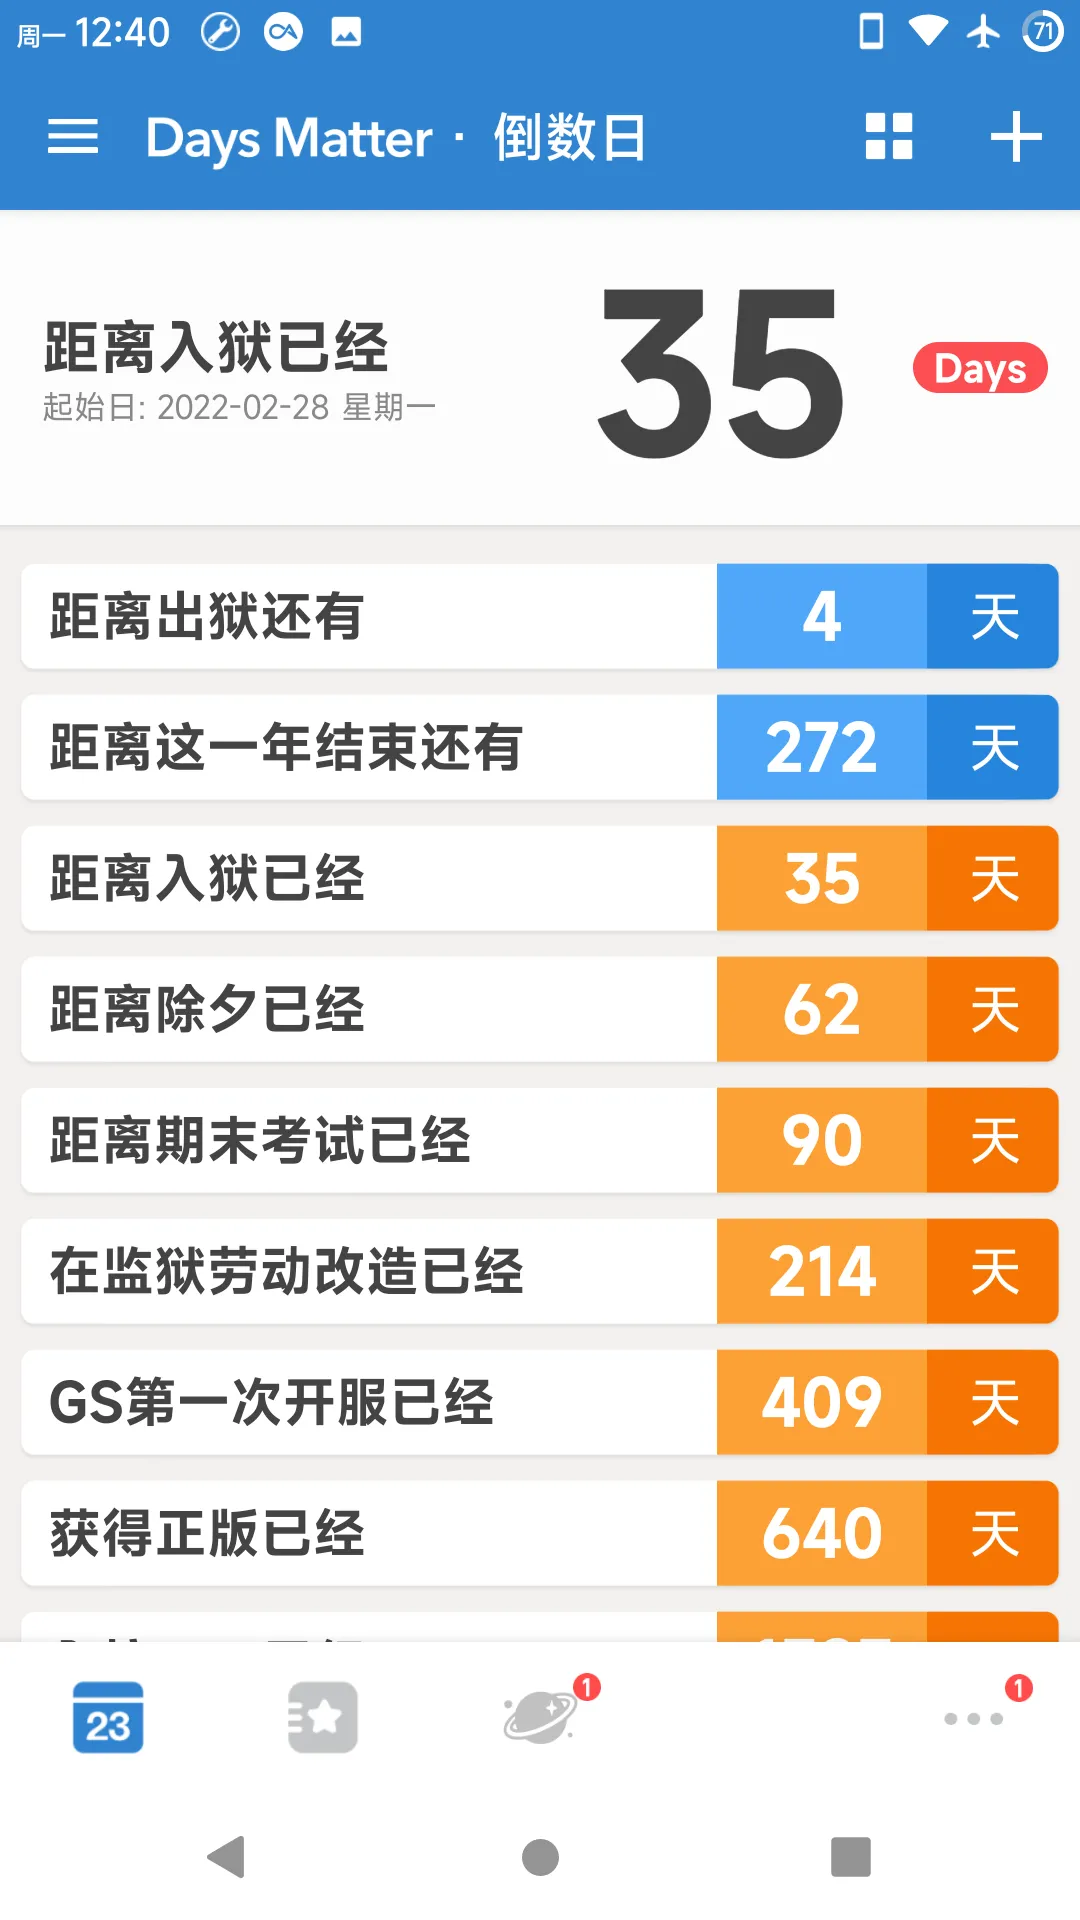 周一 12:40
71
Days Matter · 倒数日
距离入狱已经
起始日: 2022-02-28 星期一
35
Days
距离出狱还有 4 天
距离这一年结束还有 272 天
距离入狱已经 35 天
距离除夕已经 62 天
距离期末考试已经 90 天
在监狱劳动改造已经 214 天
GS第一次开服已经 409 天
获得正版已经 640 天
23
1
1